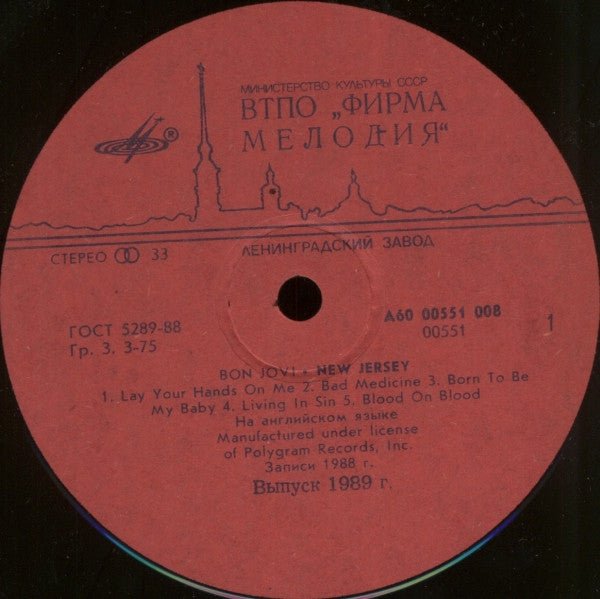 МИНИСТЕРСТВО КУЛЬТУРЫ СССР
ВТПО „ФИРМА
МЕЛОДИЯ“
®
ЛЕНИНГРАДСКИЙ ЗАВОД
СТЕРЕО 33
ГОСТ 5289-88
Гр. 3. 3-75
А60 00551 008
00551
1
BON JOVI • NEW JERSEY
1. Lay Your Hands On Me 2. Bad Medicine 3. Born To Be
My Baby 4. Living In Sin 5. Blood On Blood
На английском языке
Manufactured under license
of Polygram Records, Inc.
Записи 1988 г.
Выпуск 1989 г.